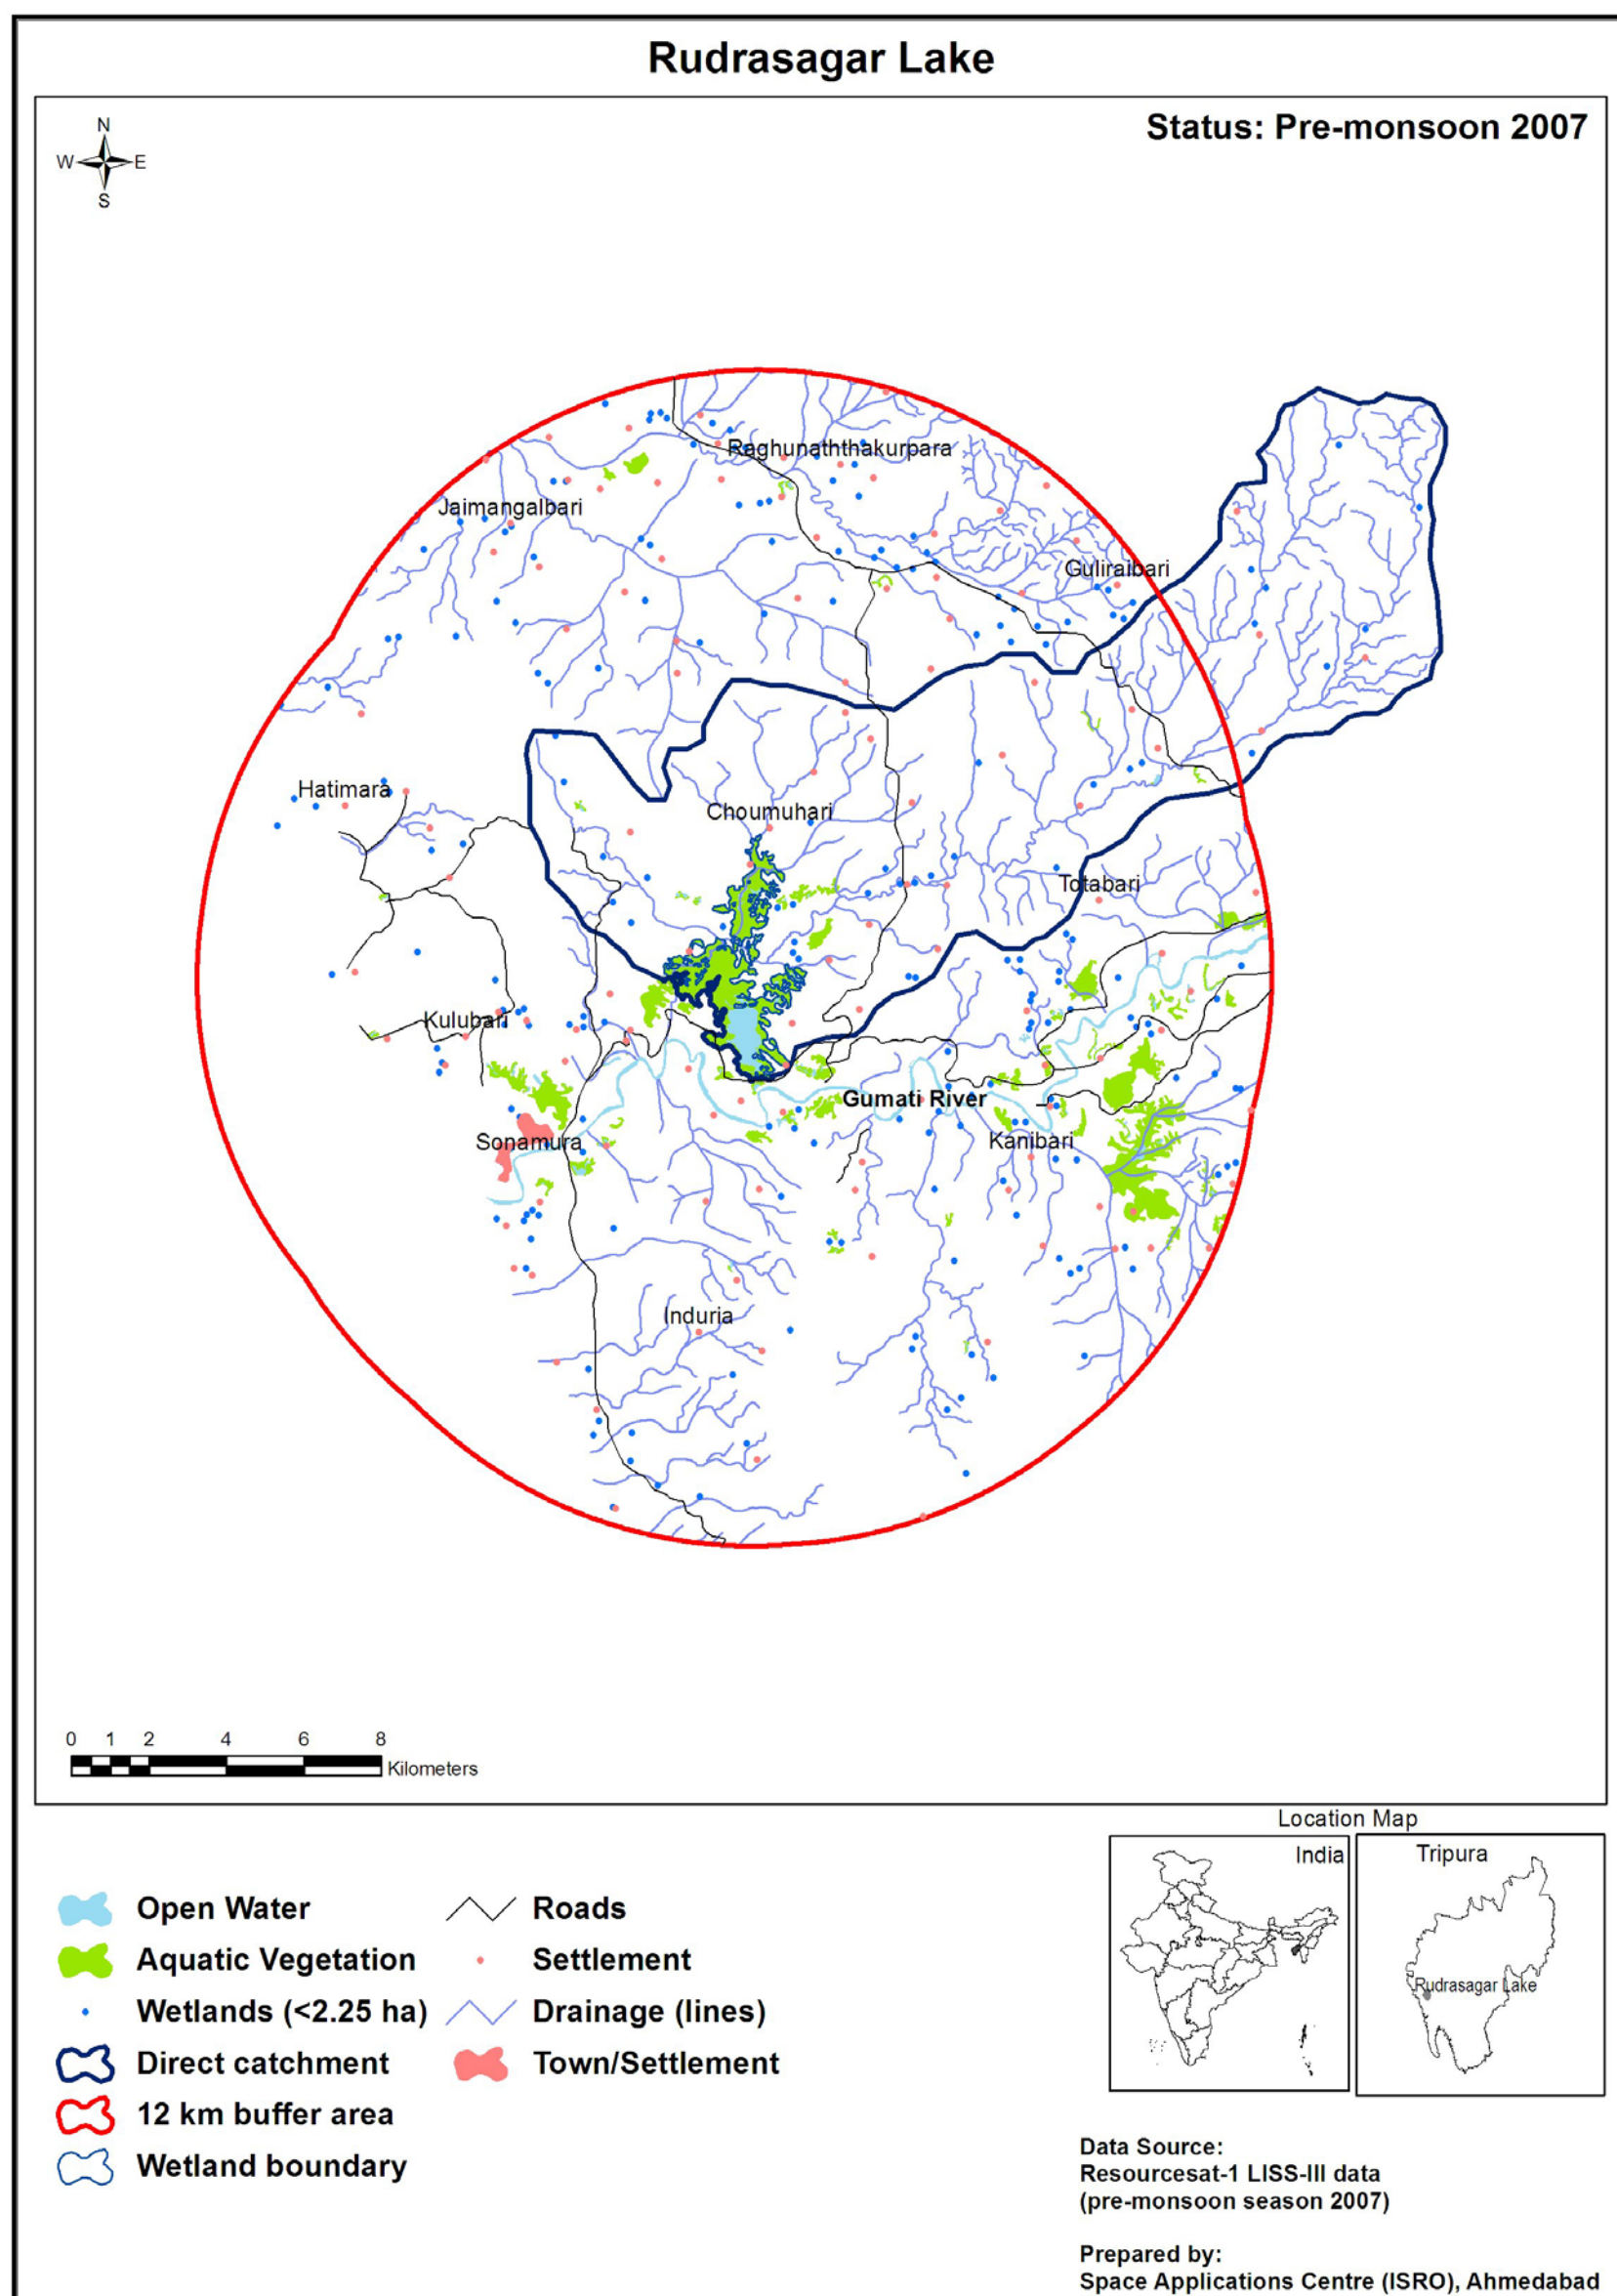 Rudrasagar Lake
Status: Pre-monsoon 2007
N
W E
S
Raghunaththakurpara
Jaimangalbari
Guliraibari
Hatimara
Choumuhari
Totabari
Kulubari
Gumati River
Sonamura
Kanibari
Induria
0 1 2 4 6 8
Kilometers
Location Map
India
Tripura
Rudrasagar Lake
Open Water
Aquatic Vegetation
Wetlands (<2.25 ha)
Direct catchment
12 km buffer area
Wetland boundary
Roads
Settlement
Drainage (lines)
Town/Settlement
Data Source:
Resourcesat-1 LISS-III data
(pre-monsoon season 2007)
Prepared by:
Space Applications Centre (ISRO), Ahmedabad